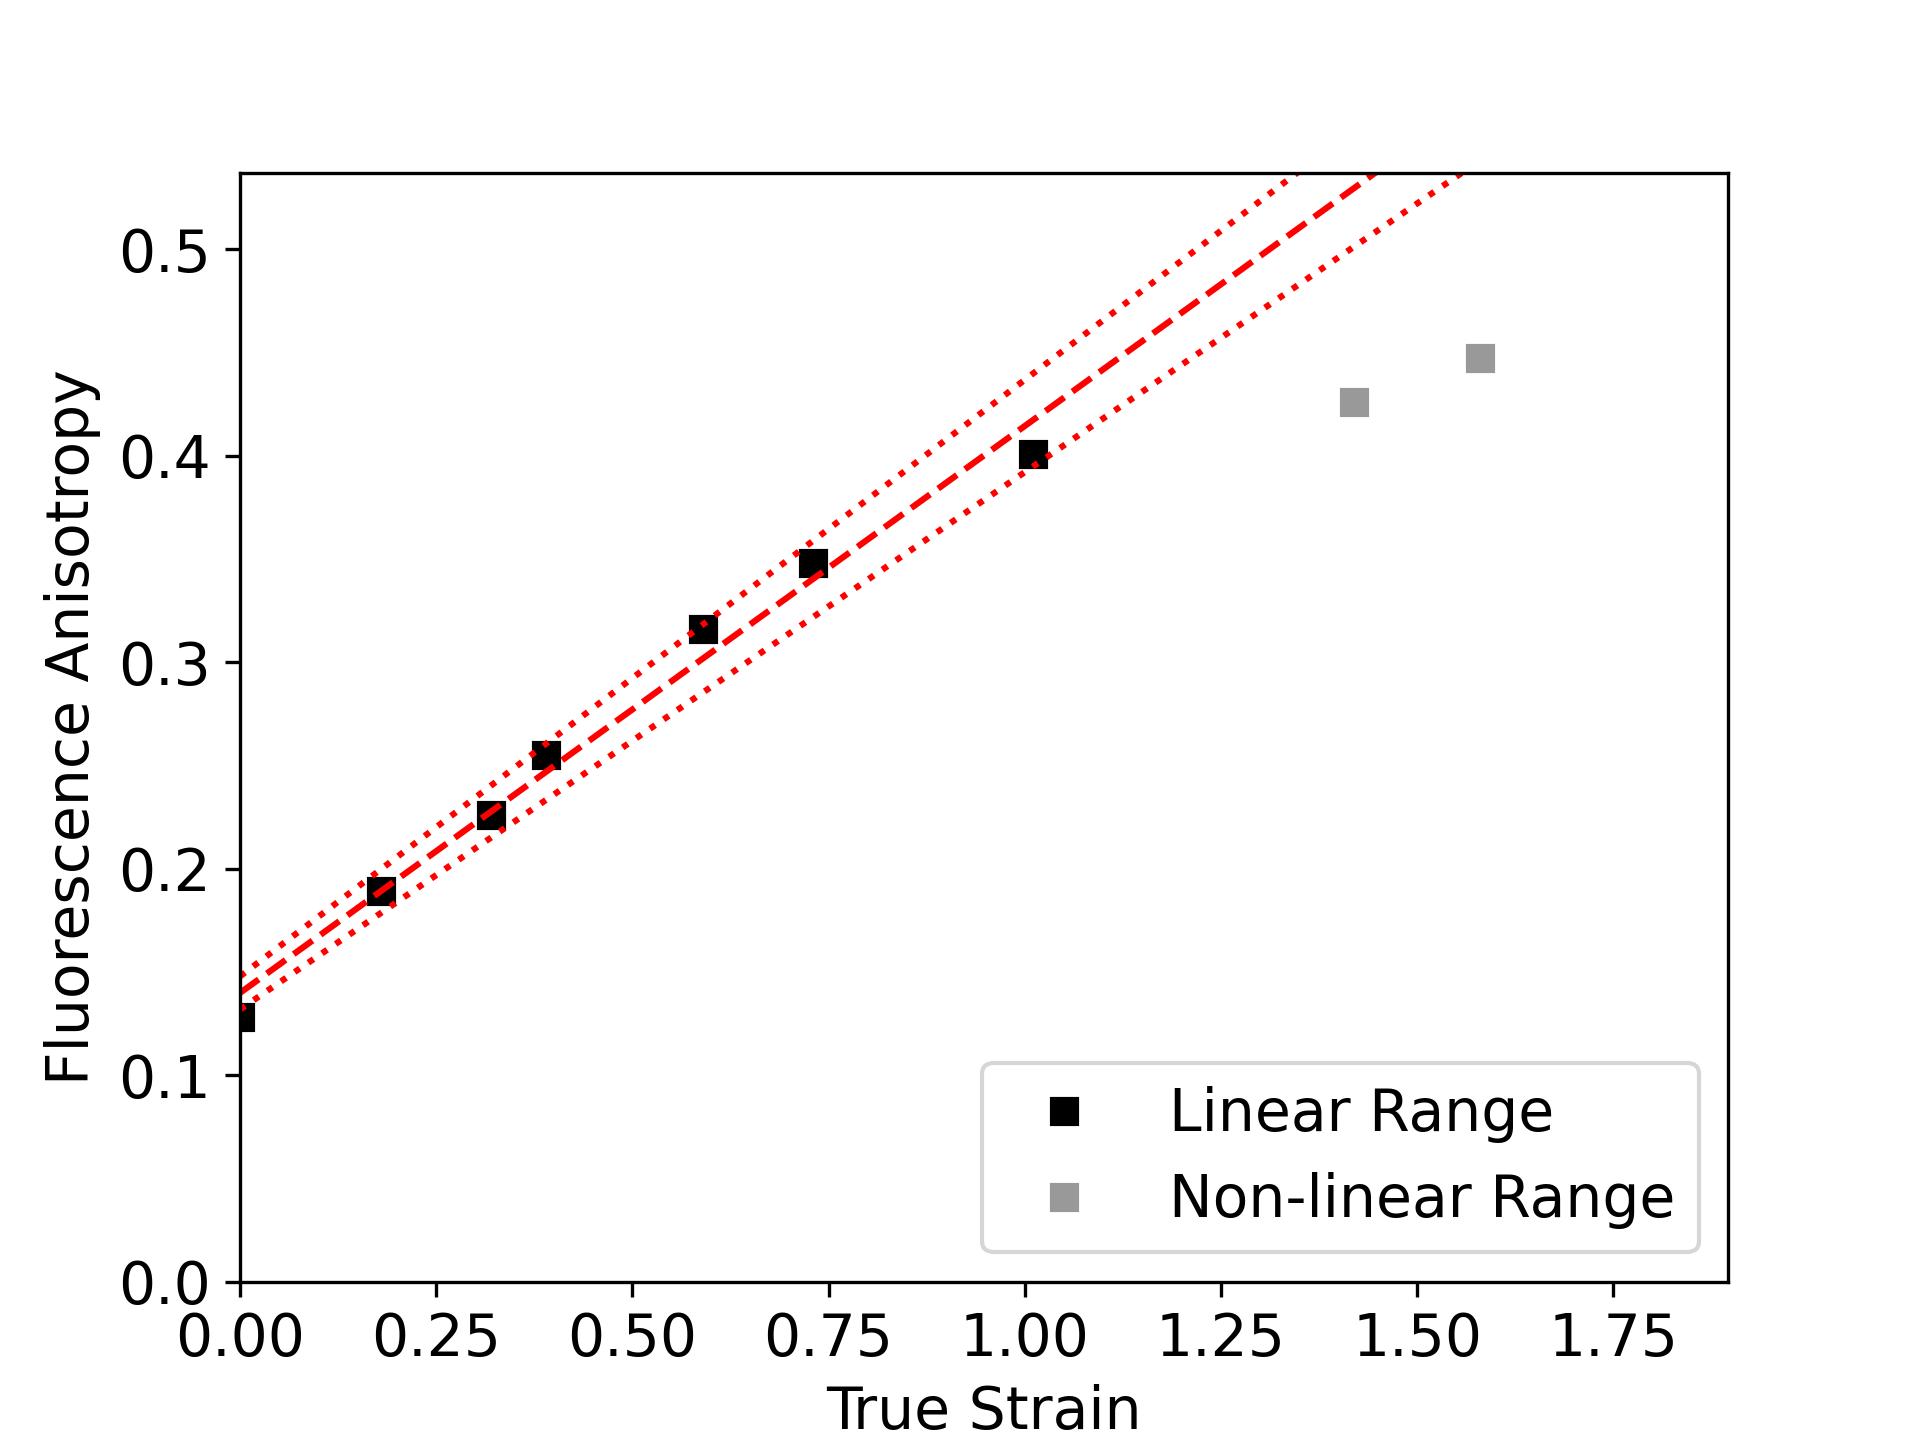 0.5
0.4
0.3
0.2
0.1
0.0
Fluorescence Anisotropy
0.00 0.25 0.50 0.75 1.00 1.25 1.50 1.75
True Strain
Linear Range
Non-linear Range